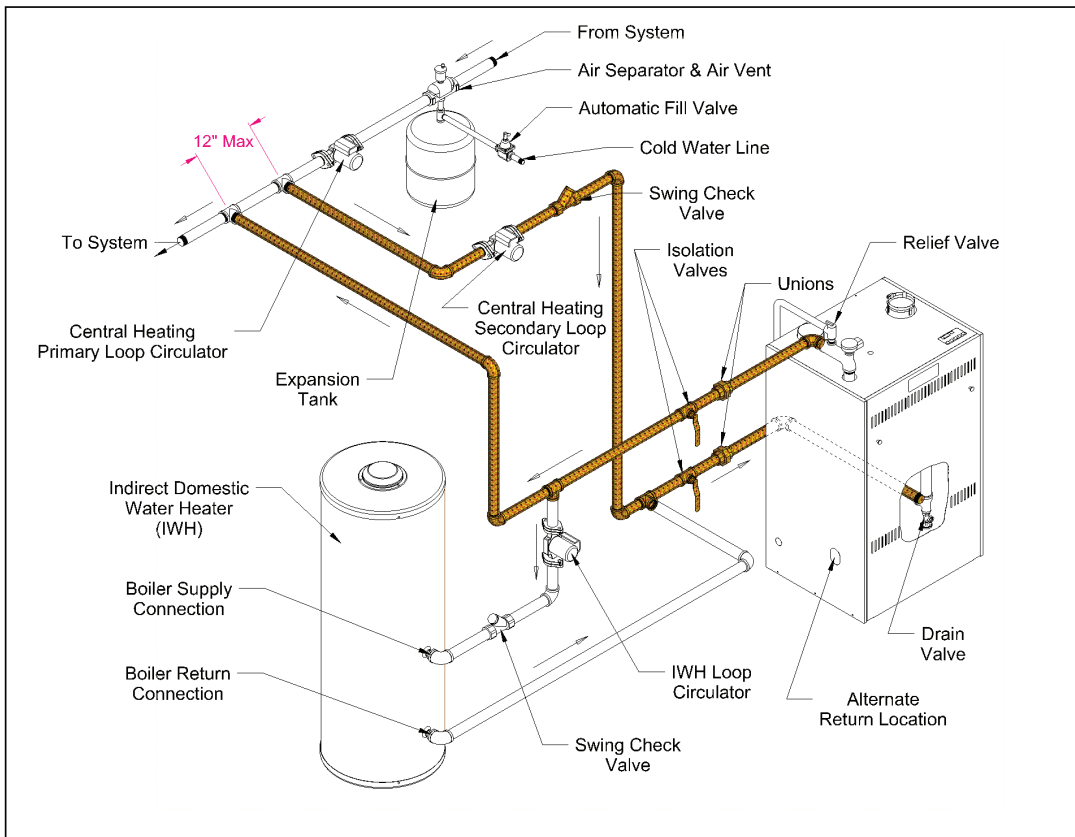 From System
Air Separator & Air Vent
Automatic Fill Valve
Cold Water Line
12" Max
Swing Check
Valve
Isolation
Valves
Relief Valve
Unions
To System
Central Heating
Primary Loop Circulator
Central Heating
Secondary Loop
Circulator
Expansion
Tank
Indirect Domestic
Water Heater
(IWH)
Boiler Supply
Connection
Boiler Return
Connection
IWH Loop
Circulator
Swing Check
Valve
Drain
Valve
Alternate
Return Location